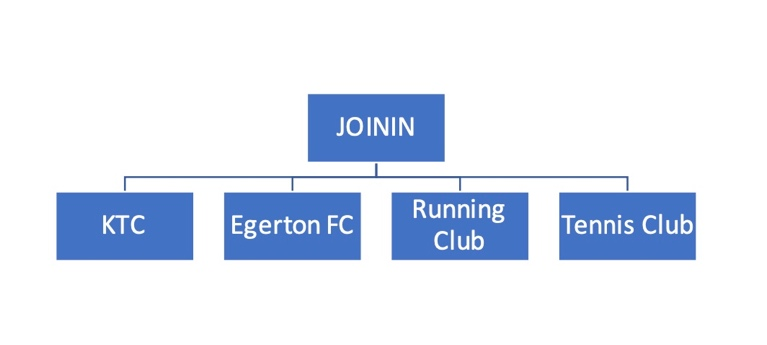 JOININ
KTC
Egerton FC
Running
Club
Tennis Club